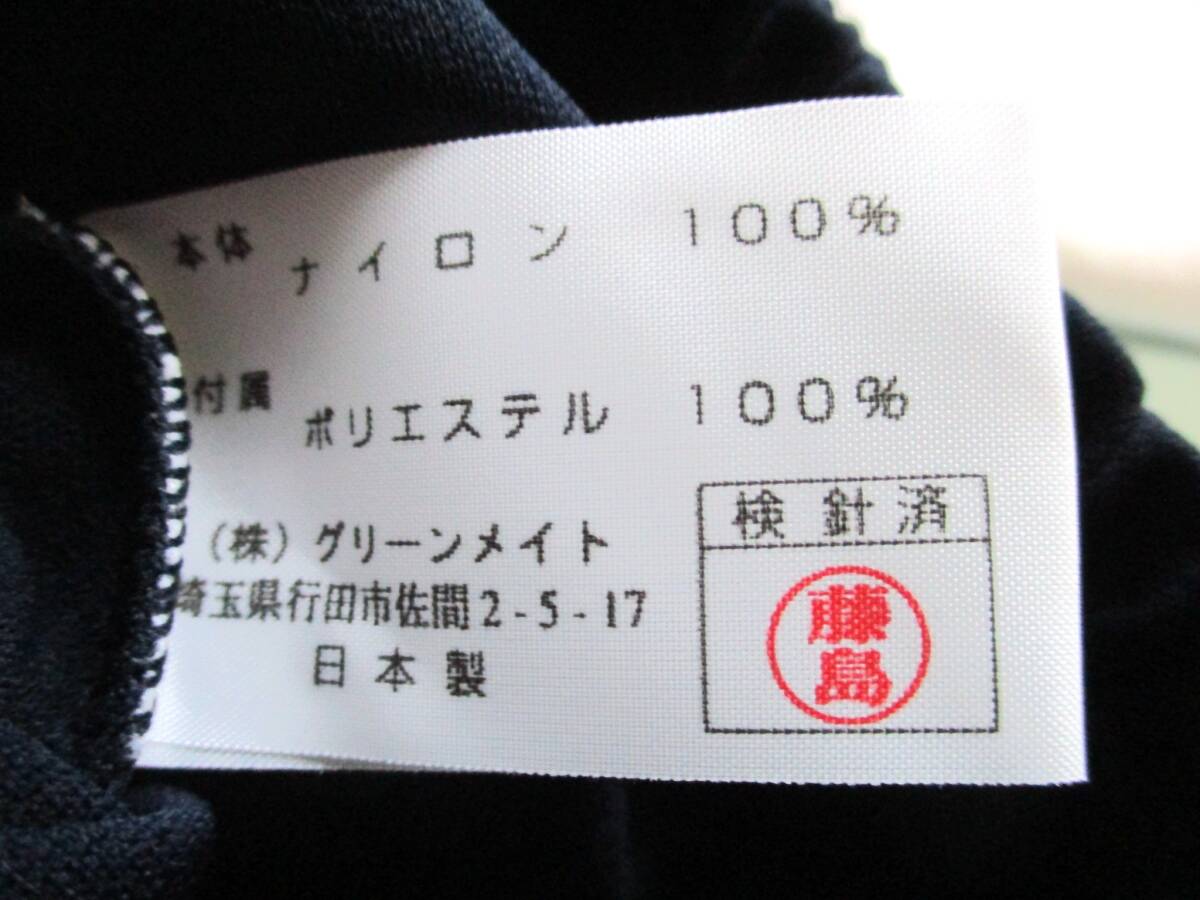 本体 ナイロン 100%
付属 ポリエステル 100%
(株)グリーンメイト
埼玉県行田市佐間2-5-17
日本製
検針済
藤島